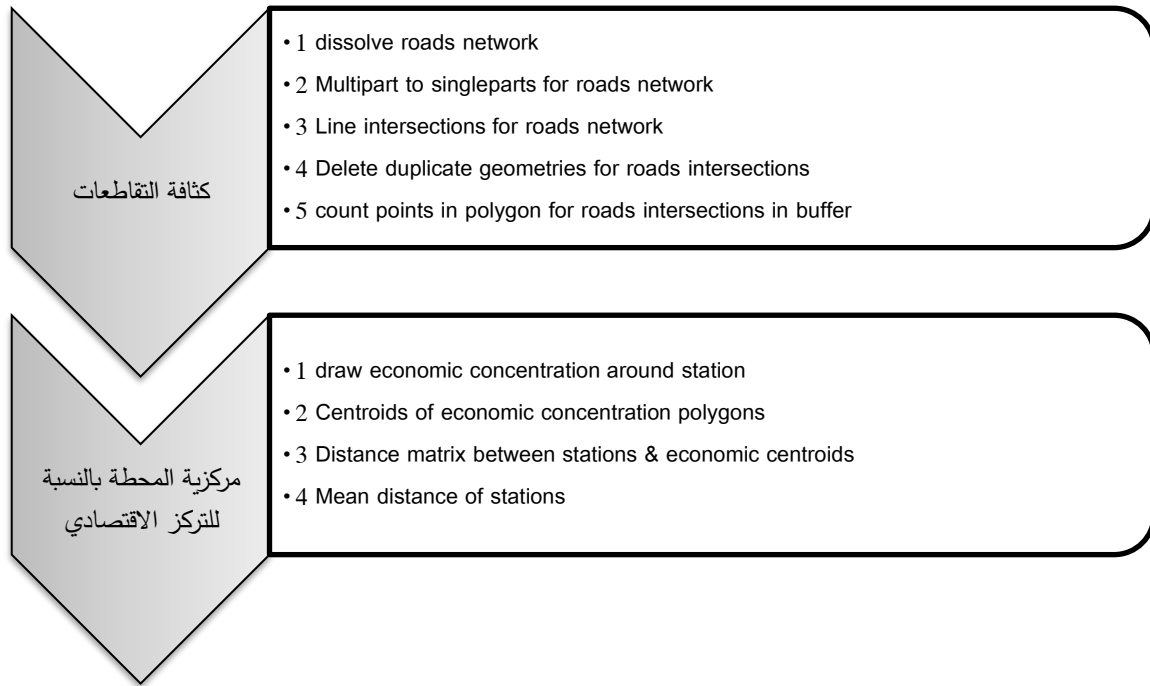 كثافة التقاطعات
• 1 dissolve roads network
• 2 Multipart to singleparts for roads network
• 3 Line intersections for roads network
• 4 Delete duplicate geometries for roads intersections
• 5 count points in polygon for roads intersections in buffer
مركزية المحطة بالنسبة
للتركز الاقتصادي
• 1 draw economic concentration around station
• 2 Centroids of economic concentration polygons
• 3 Distance matrix between stations & economic centroids
• 4 Mean distance of stations